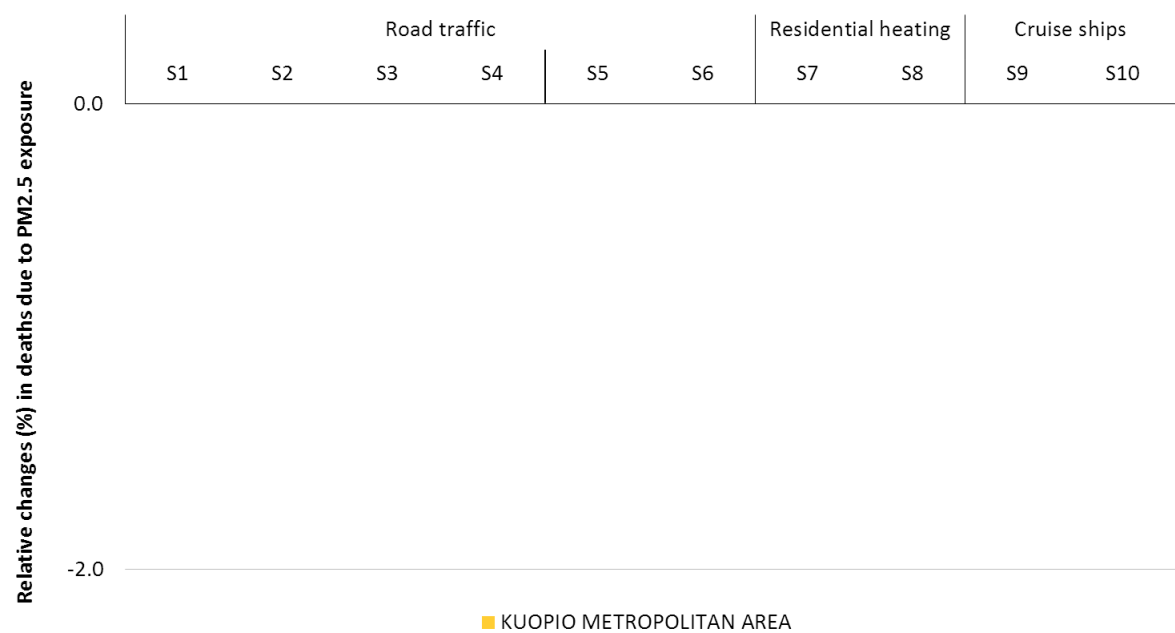 Road traffic Residential heating Cruise ships
S1 S2 S3 S4 S5 S6 S7 S8 S9 S10
0.0
Relative changes (%) in deaths due to PM2.5 exposure
-2.0
KUOPIO METROPOLITAN AREA